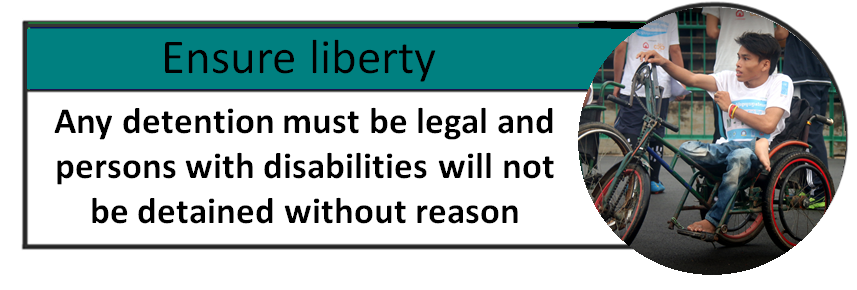 Ensure liberty
Any detention must be legal and
persons with disabilities will not
be detained without reason